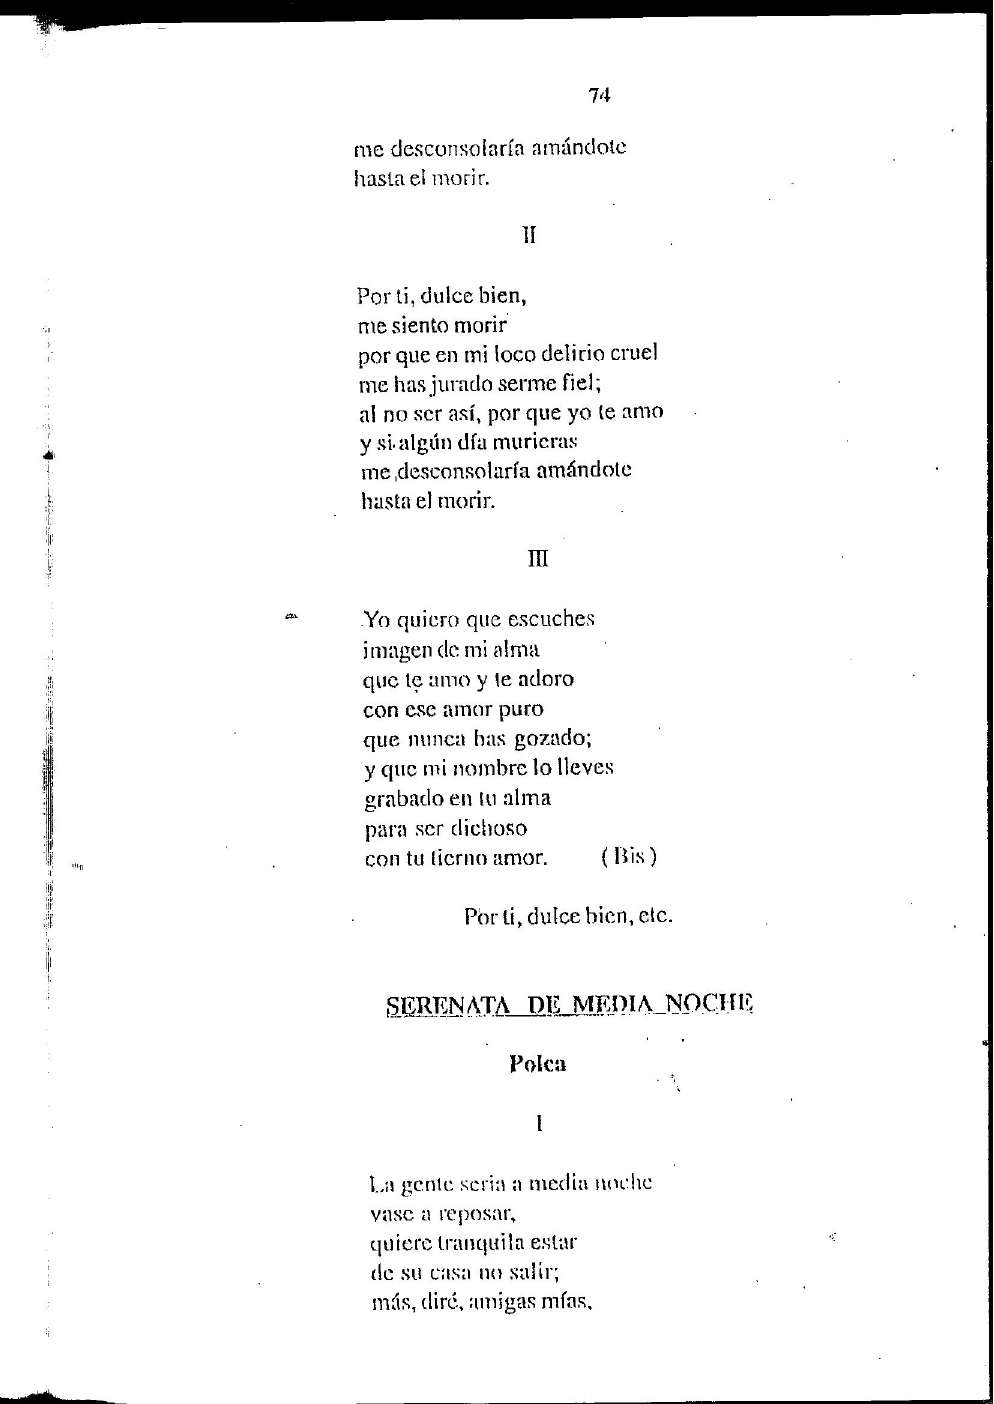 74
me desconsolaría amándote
hasta el morir.
II
Por ti, dulce bien,
me siento morir
por que en mi loco delirio cruel
me has jurado serme fiel;
al no ser así, por que yo te amo
y si algún día murieras
me desconsolaría amándote
hasta el morir.
III
Yo quiero que escuches
imagen de mi alma
que te amo y te adoro
con ese amor puro
que nunca has gozado;
y que mi nombre lo lleves
grabado en tu alma
para ser dichoso
con tu tierno amor. (Bis)
Por ti, dulce bien, etc.
SERENATA DE MEDIA NOCHE
Polca
I
La gente seria a media noche
vase a reposar,
quiere tranquila estar
de su casa no salir;
más, diré, amigas mías,